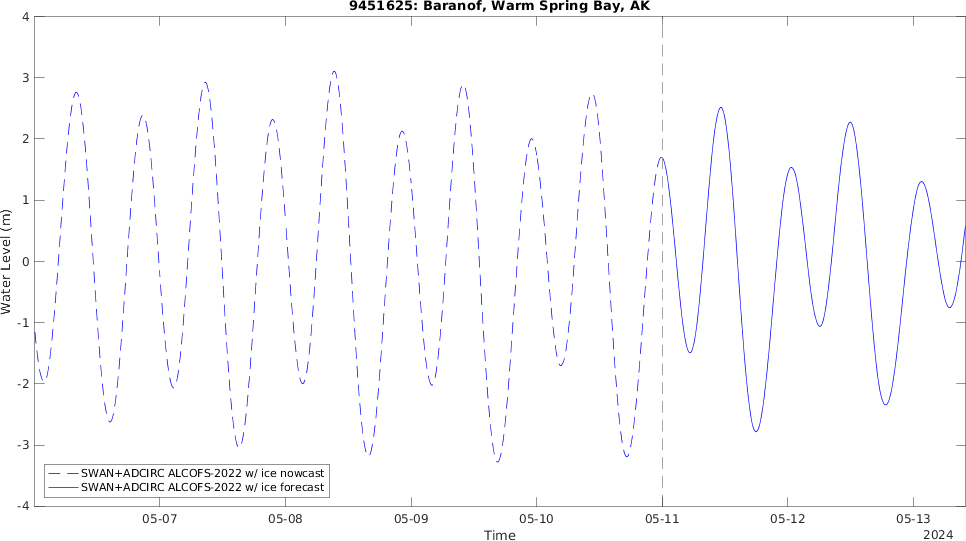 9451625: Baranof, Warm Spring Bay, AK
4
3
2
1
0
-1
-2
-3
-4
Water Level (m)
SWAN+ADCIRC ALCOFS-2022 w/ ice nowcast
SWAN+ADCIRC ALCOFS-2022 w/ ice forecast
05-07 05-08 05-09 05-10 05-11 05-12 05-13
Time
2024